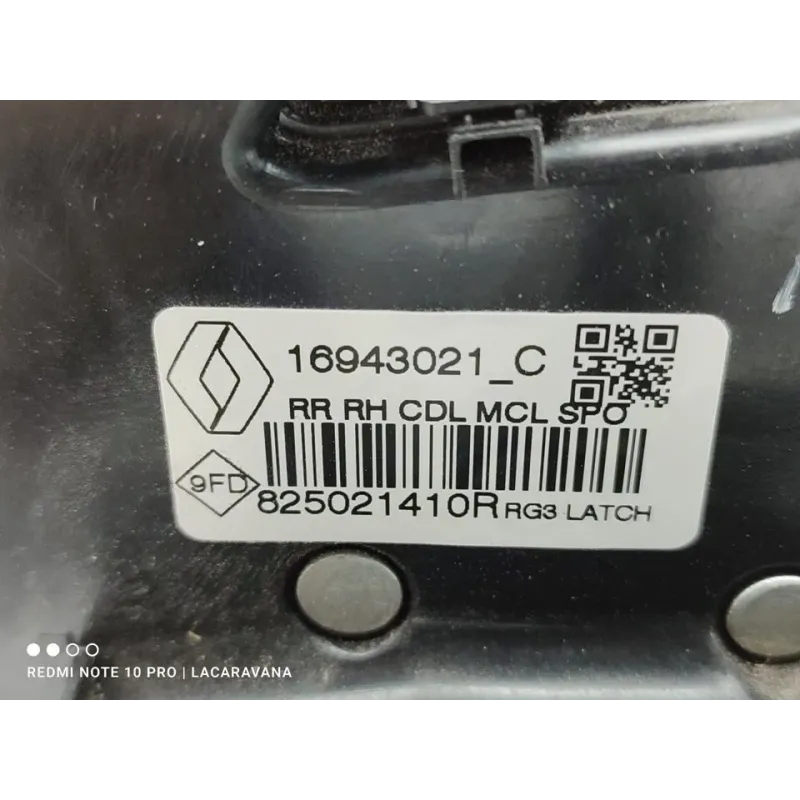 16943021_C
RR RH CDL MCL SPO
9FD
825021410R RG3 LATCH
REDMI NOTE 10 PRO | LACARAVANA